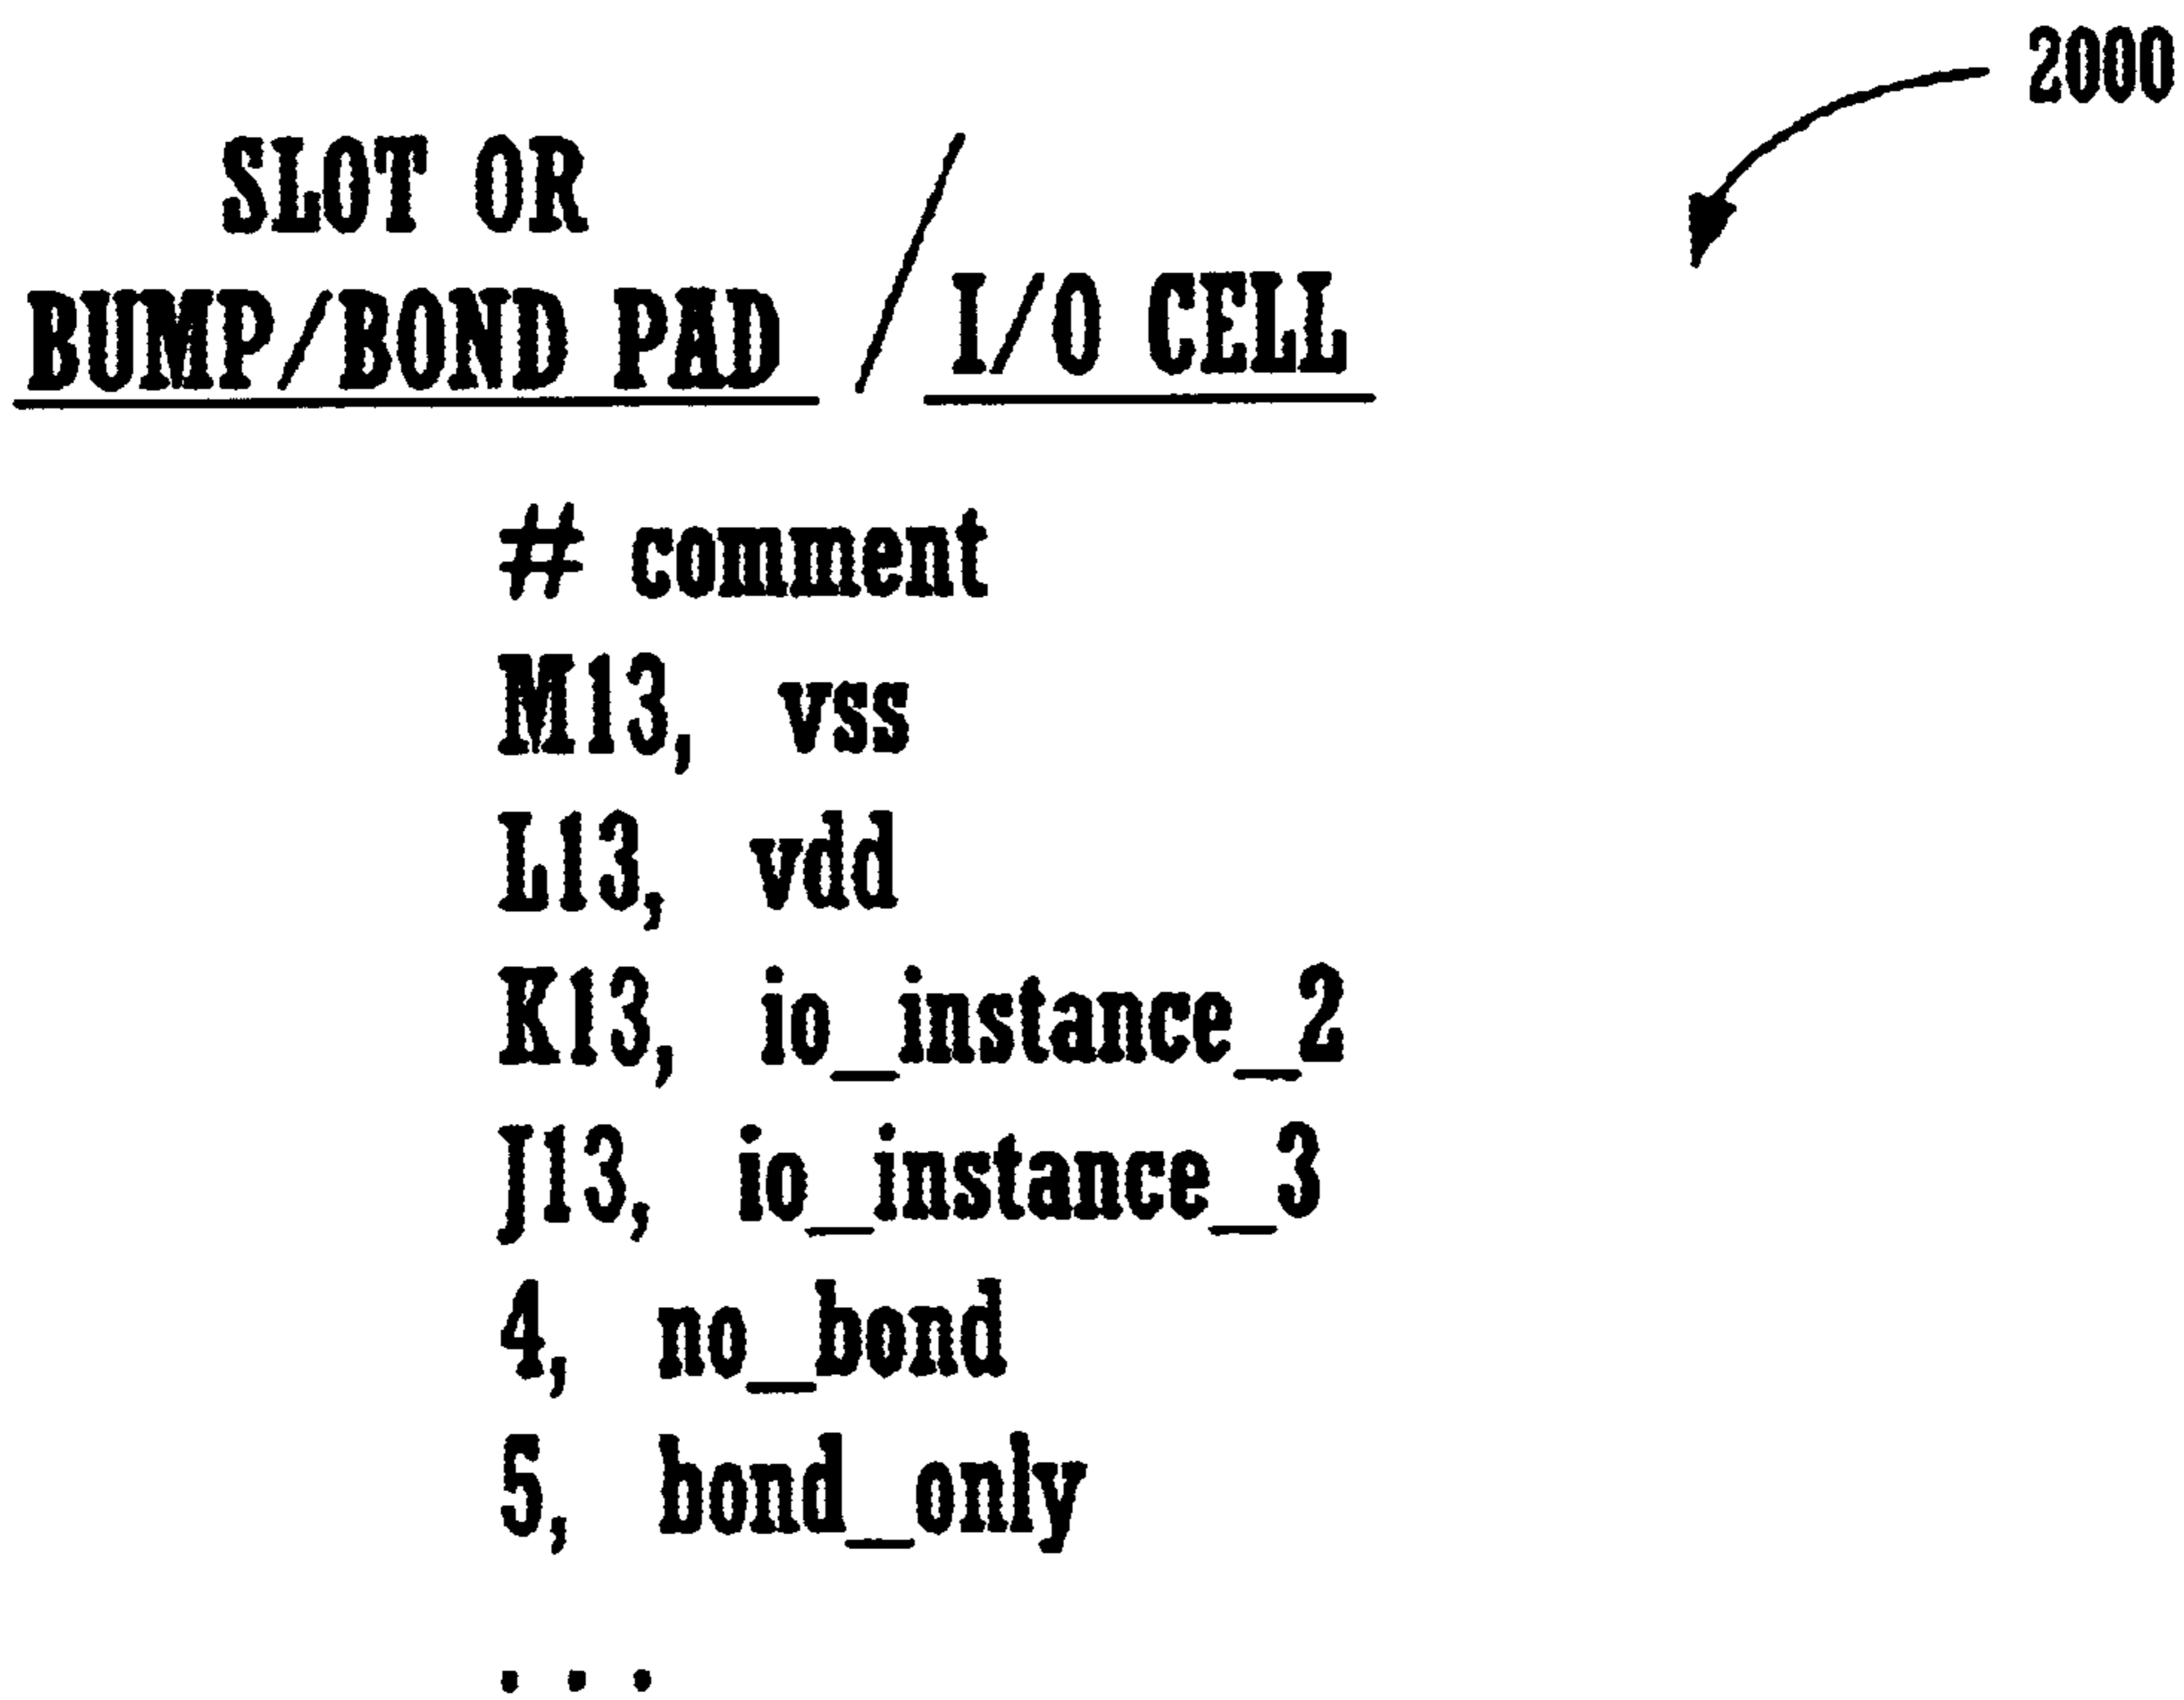 2000
SLOT OR
BUMP/BOND PAD / I/O CELL
# comment
M13, vss
L13, vdd
K13, io_instance_2
J13, io_instance_3
4, no_bond
5, bond_only
. . .